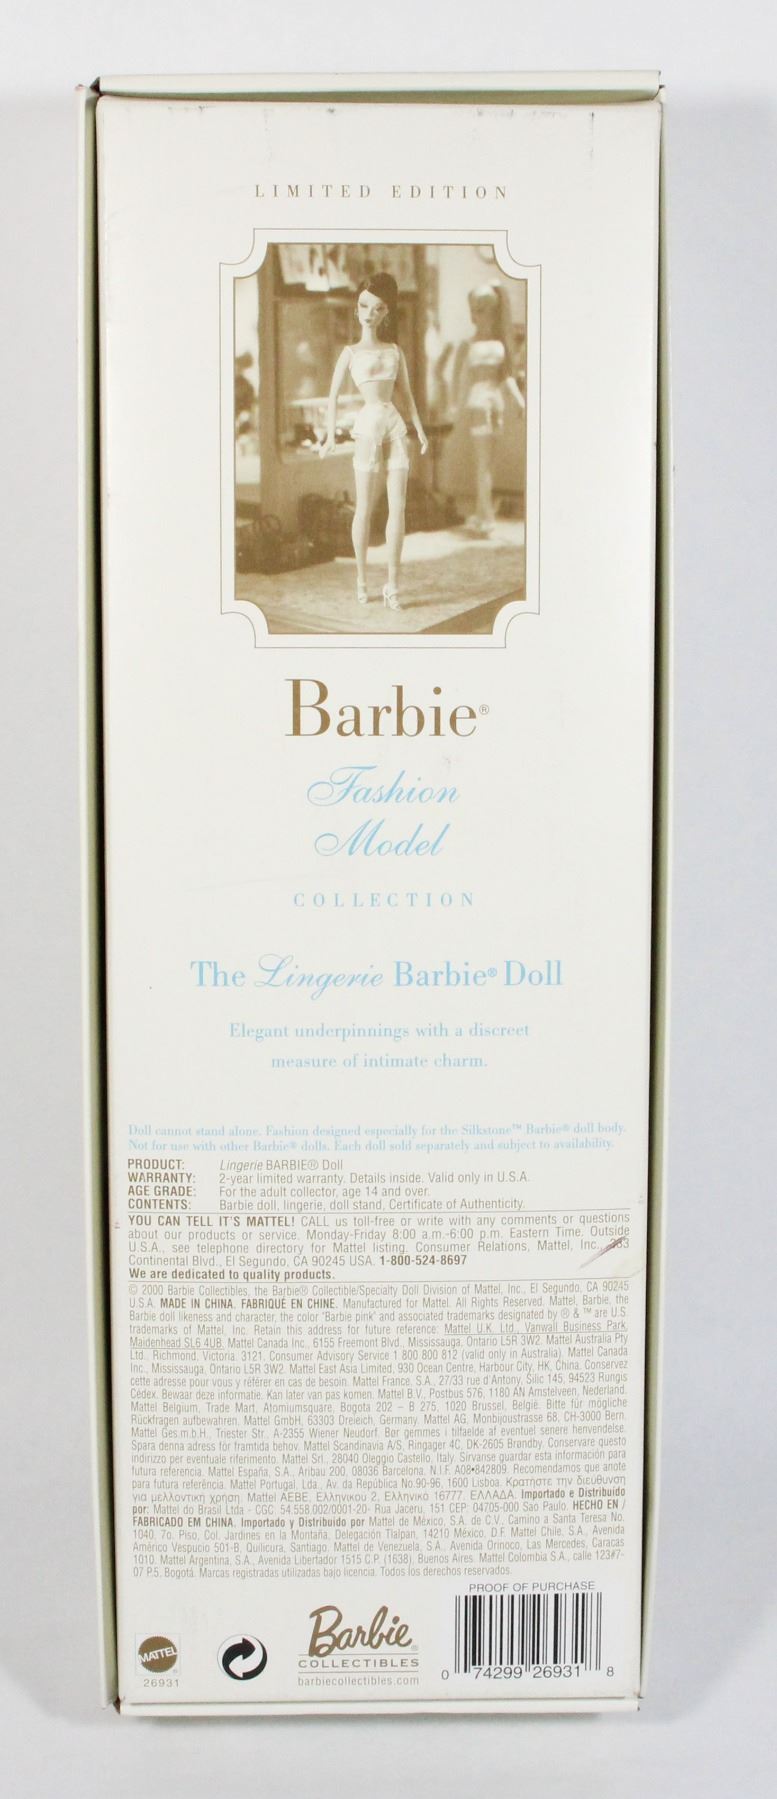 LIMITED EDITION
Barbie®
Fashion
Model
COLLECTION
The Lingerie Barbie® Doll
Elegant underpinnings with a discreet
measure of intimate charm.
Doll cannot stand alone. Fashion designed especially for the Silkstone™ Barbie® doll body.
Not for use with other Barbie® dolls. Each doll sold separately and subject to availability.
PRODUCT: Lingerie BARBIE® Doll
WARRANTY: 2-year limited warranty. Details inside. Valid only in U.S.A.
AGE GRADE: For the adult collector, age 14 and over.
CONTENTS: Barbie doll, lingerie, doll stand, Certificate of Authenticity.
YOU CAN TELL IT'S MATTEL! CALL us toll-free or write with any comments or questions
about our products or service. Monday-Friday 8:00 a.m.-6:00 p.m. Eastern Time. Outside
U.S.A., see telephone directory for Mattel listing. Consumer Relations, Mattel, Inc., 333
Continental Blvd., El Segundo, CA 90245 USA. 1-800-524-8697
We are dedicated to quality products.
© 2000 Barbie Collectibles, the Barbie® Collectible/Specialty Doll Division of Mattel, Inc., El Segundo, CA 90245
U.S.A. MADE IN CHINA. FABRIQUÉ EN CHINE. Manufactured for Mattel. All Rights Reserved. Mattel, Barbie, the
Barbie doll likeness and character, the color "Barbie pink" and associated trademarks designated by ® & ™ are U.S.
trademarks of Mattel, Inc. Retain this address for future reference: Mattel U.K. Ltd., Vanwall Business Park,
Maidenhead SL6 4UB. Mattel Canada Inc., 6155 Freemont Blvd., Mississauga, Ontario L5R 3W2. Mattel Australia Pty
Ltd., Richmond, Victoria. 3121. Consumer Advisory Service 1 800 800 812 (valid only in Australia). Mattel Canada
Inc., Mississauga, Ontario L5R 3W2. Mattel East Asia Limited, 930 Ocean Centre, Harbour City, HK, China. Conservez
cette adresse pour vous y référer en cas de besoin. Mattel France, S.A., 27/33 rue d'Antony, Silic 145, 94523 Rungis
Cédex. Bewaar deze informatie. Kan later van pas komen. Mattel B.V., Postbus 576, 1180 AN Amstelveen, Nederland.
Mattel Belgium, Trade Mart, Atomiumsquare, Bogota 202 – B 275, 1020 Brussel, België. Bitte für mögliche
Rückfragen aufbewahren. Mattel GmbH, 63303 Dreieich, Germany. Mattel AG, Monbijoustrasse 68, CH-3000 Bern.
Mattel Ges.m.b.H., Triester Str., A-2355 Wiener Neudorf. Bør gemmes i tilfælde af eventuel senere henvendelse.
Spara denna adress för framtida behov. Mattel Scandinavia A/S, Ringager 4C, DK-2605 Brøndby. Conservare questo
indirizzo per eventuale riferimento. Mattel Srl., 28040 Oleggio Castello, Italy. Sírvanse guardar esta información para
futura referencia. Mattel España, S.A., Aribau 200, 08036 Barcelona. N.I.F. A08•842809. Recomendamos que anote
para futura referência. Mattel Portugal, Lda., Av. da República No.90-96, 1600 Lisboa. Κρατήστε την διεύθυνση
για μελλοντική χρήση. Mattel AEBE, Ελληνικού 2, Ελληνικό 16777, ΕΛΛΑΔΑ. Importado e Distribuido
por: Mattel do Brasil Ltda - CGC. 54.558.002/0001-20- Rua Jaceru, 151 CEP: 04705-000 Sao Paulo. HECHO EN /
FABRICADO EM CHINA. Importado y Distribuido por Mattel de México, S.A. de C.V., Camino a Santa Teresa No.
1040, 7o. Piso, Col. Jardines en la Montaña, Delegación Tlalpan, 14210 México, D.F. Mattel Chile, S.A., Avenida
Américo Vespucio 501-B, Quilicura, Santiago. Mattel de Venezuela, S.A., Avenida Orinoco, Las Mercedes, Caracas
1010. Mattel Argentina, S.A., Avenida Libertador 1515 C.P. (1638), Buenos Aires. Mattel Colombia S.A., calle 123#7-
07 P.5. Bogotá. Marcas registradas utilizadas bajo licencia. Todos los derechos reservados.
PROOF OF PURCHASE
MATTEL®
26931
Barbie®
COLLECTIBLES
barbiecollectibles.com
0 74299 26931 8